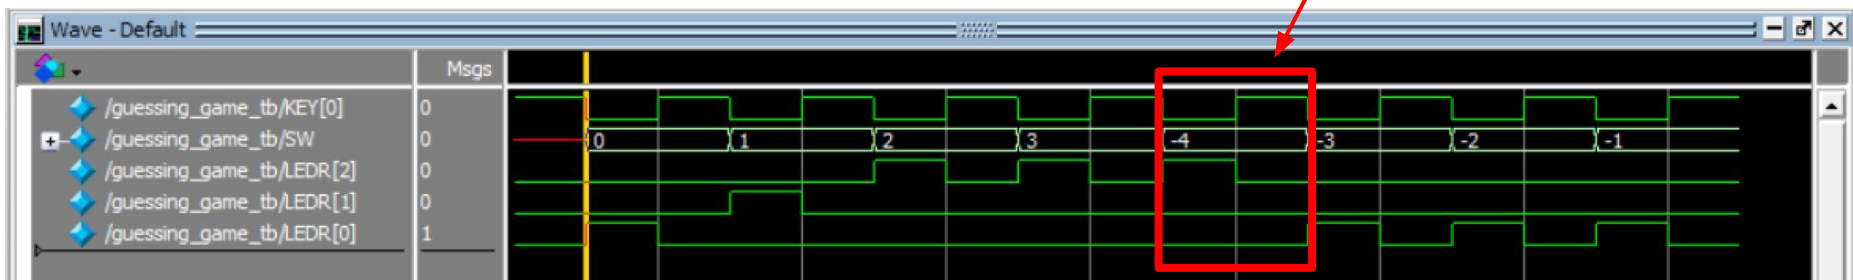 Wave - Default
Msgs
/guessing_game_tb/KEY[0] 0
/guessing_game_tb/SW 0 0 1 2 3 -4 -3 -2 -1
/guessing_game_tb/LEDR[2] 0
/guessing_game_tb/LEDR[1] 0
/guessing_game_tb/LEDR[0] 1